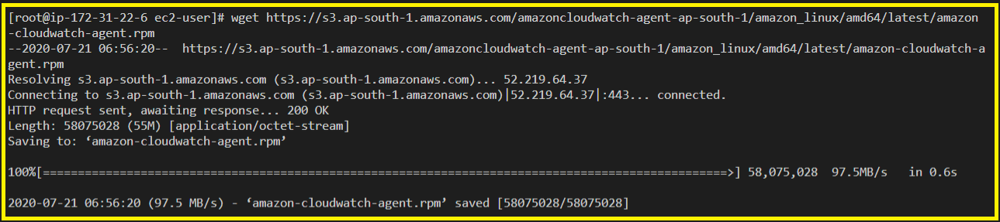 [root@ip-172-31-22-6 ec2-user]# wget https://s3.ap-south-1.amazonaws.com/amazoncloudwatch-agent-ap-south-1/amazon_linux/amd64/latest/amazon
-cloudwatch-agent.rpm
--2020-07-21 06:56:20--  https://s3.ap-south-1.amazonaws.com/amazoncloudwatch-agent-ap-south-1/amazon_linux/amd64/latest/amazon-cloudwatch-a
gent.rpm
Resolving s3.ap-south-1.amazonaws.com (s3.ap-south-1.amazonaws.com)... 52.219.64.37
Connecting to s3.ap-south-1.amazonaws.com (s3.ap-south-1.amazonaws.com)|52.219.64.37|:443... connected.
HTTP request sent, awaiting response... 200 OK
Length: 58075028 (55M) [application/octet-stream]
Saving to: ‘amazon-cloudwatch-agent.rpm’
100%[==================================================================================================>] 58,075,028  97.5MB/s   in 0.6s
2020-07-21 06:56:20 (97.5 MB/s) - ‘amazon-cloudwatch-agent.rpm’ saved [58075028/58075028]